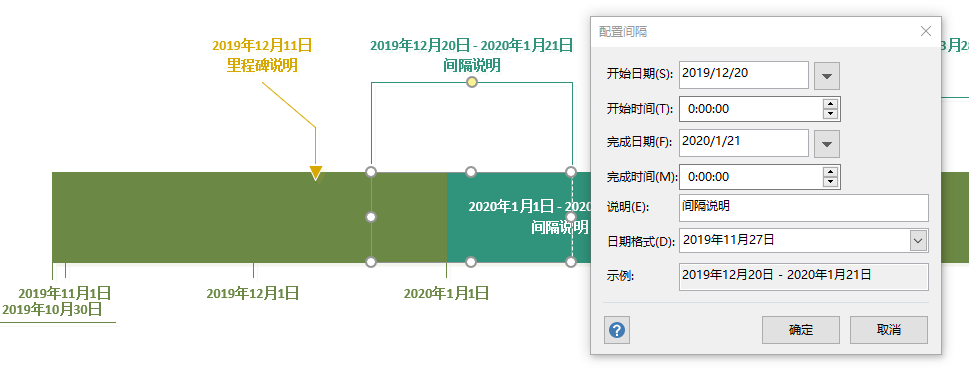 2019年12月11日
里程碑说明
2019年12月20日 - 2020年1月21日
间隔说明
2020年1月1日 - 202
间隔说明
2019年11月1日
2019年10月30日
2019年12月1日
2020年1月1日
配置间隔
开始日期(S):
2019/12/20
开始时间(T):
0:00:00
完成日期(F):
2020/1/21
完成时间(M):
0:00:00
说明(E):
间隔说明
日期格式(D):
2019年11月27日
示例:
2019年12月20日 - 2020年1月21日
?
确定
取消
月28